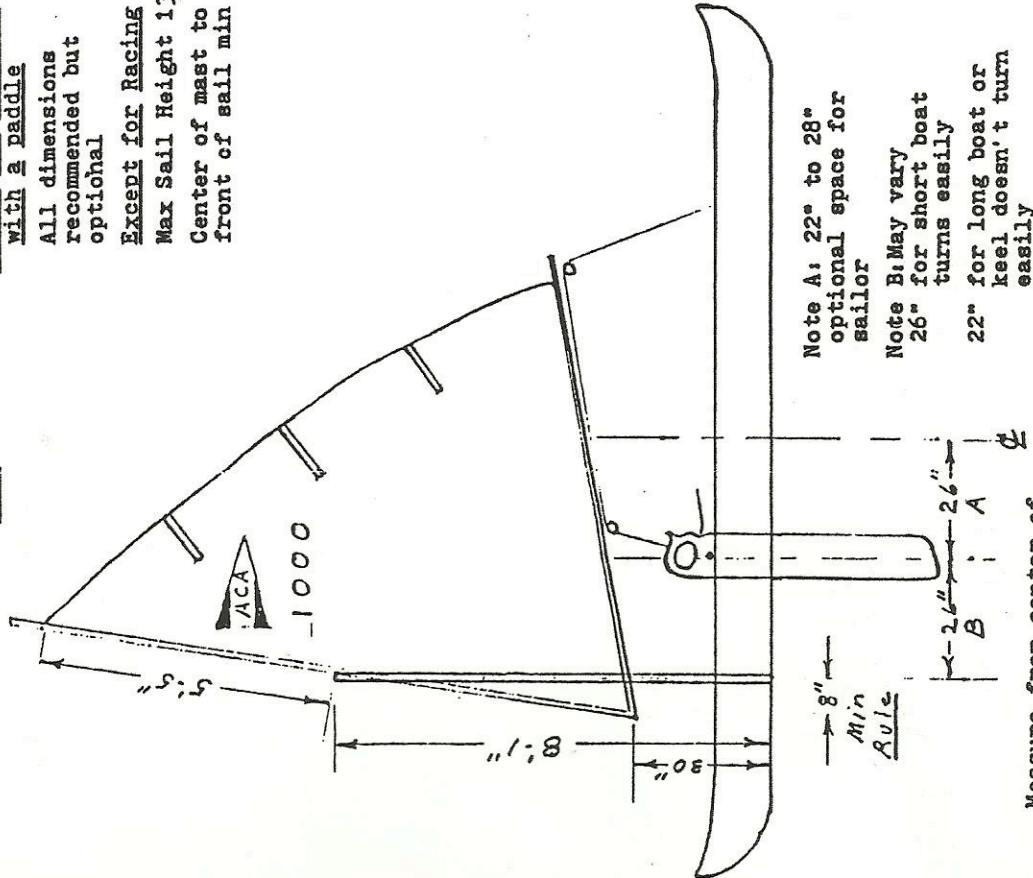 with a paddle
All dimensions
recommended but
optional
Except for Racing
Max Sail Height
Center of mast to
front of sail min
ACA
1000
5'-5"
8'-1"
30"
8"
Min
Rule
26" 26"
B A
℄
Note A: 22" to 28"
optional space for
sailor
Note B: May vary
26" for short boat
turns easily
22" for long boat or
keel doesn't turn
easily
Measure from center of